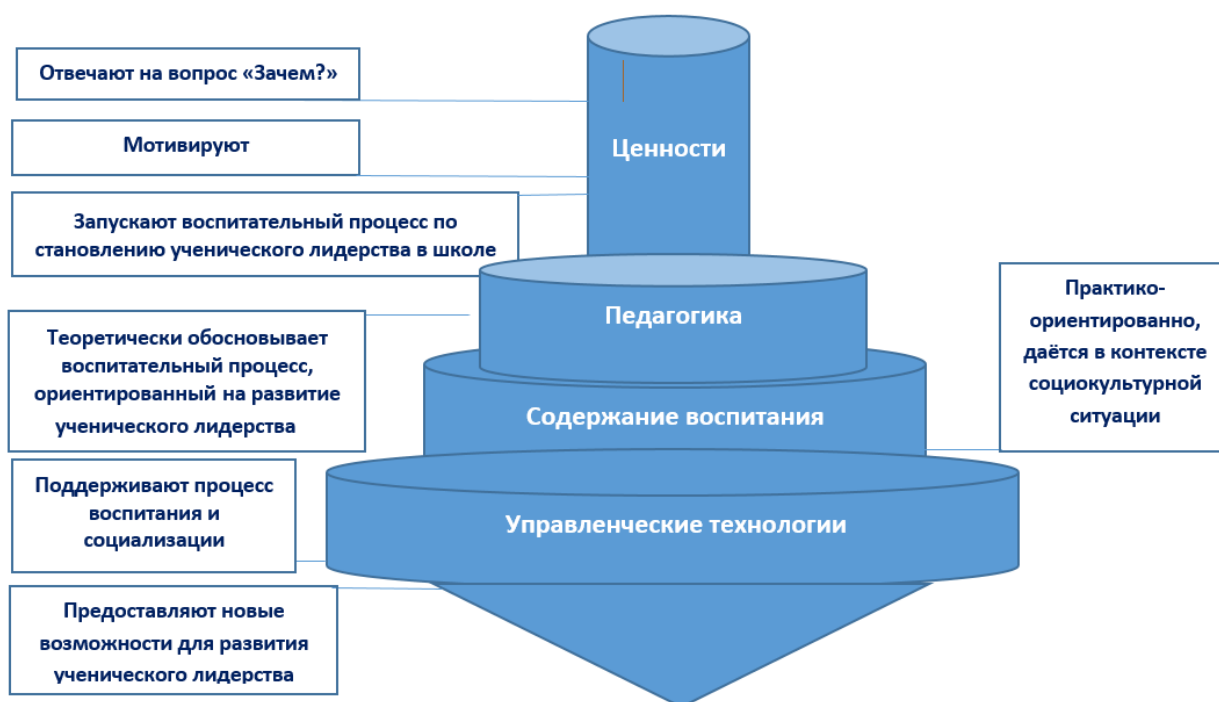 Отвечают на вопрос «Зачем?»
Мотивируют
Ценности
Запускают воспитательный процесс по
становлению ученического лидерства в школе
Педагогика
Теоретически обосновывает
воспитательный процесс,
ориентированный на развитие
ученического лидерства
Практико-
ориентированно,
даётся в контексте
социокультурной
ситуации
Содержание воспитания
Поддерживают процесс
воспитания и
социализации
Управленческие технологии
Предоставляют новые
возможности для развития
ученического лидерства